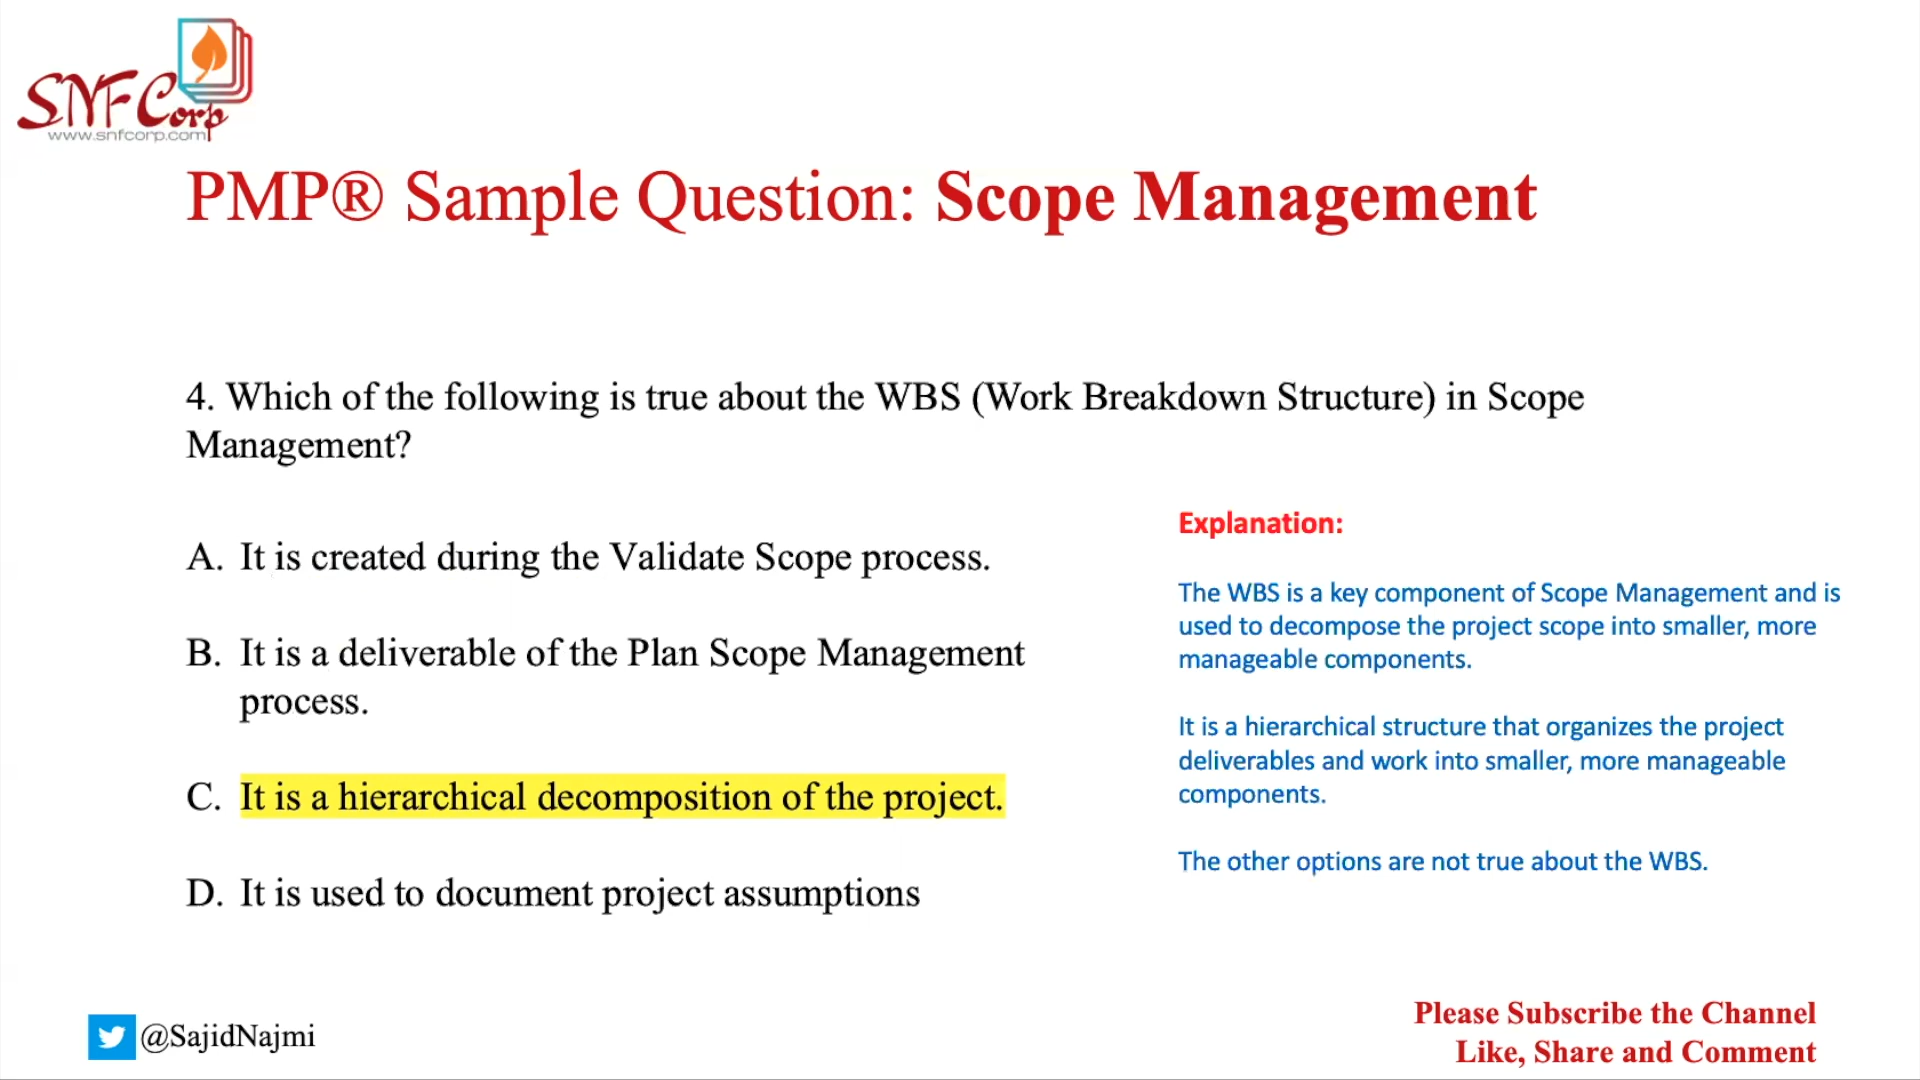 SNF Corp
www.snfcorp.com
PMP® Sample Question: Scope Management
4. Which of the following is true about the WBS (Work Breakdown Structure) in Scope
Management?
A. It is created during the Validate Scope process.
B. It is a deliverable of the Plan Scope Management
process.
C. It is a hierarchical decomposition of the project.
D. It is used to document project assumptions
Explanation:
The WBS is a key component of Scope Management and is
used to decompose the project scope into smaller, more
manageable components.
It is a hierarchical structure that organizes the project
deliverables and work into smaller, more manageable
components.
The other options are not true about the WBS.
@SajidNajmi
Please Subscribe the Channel
Like, Share and Comment